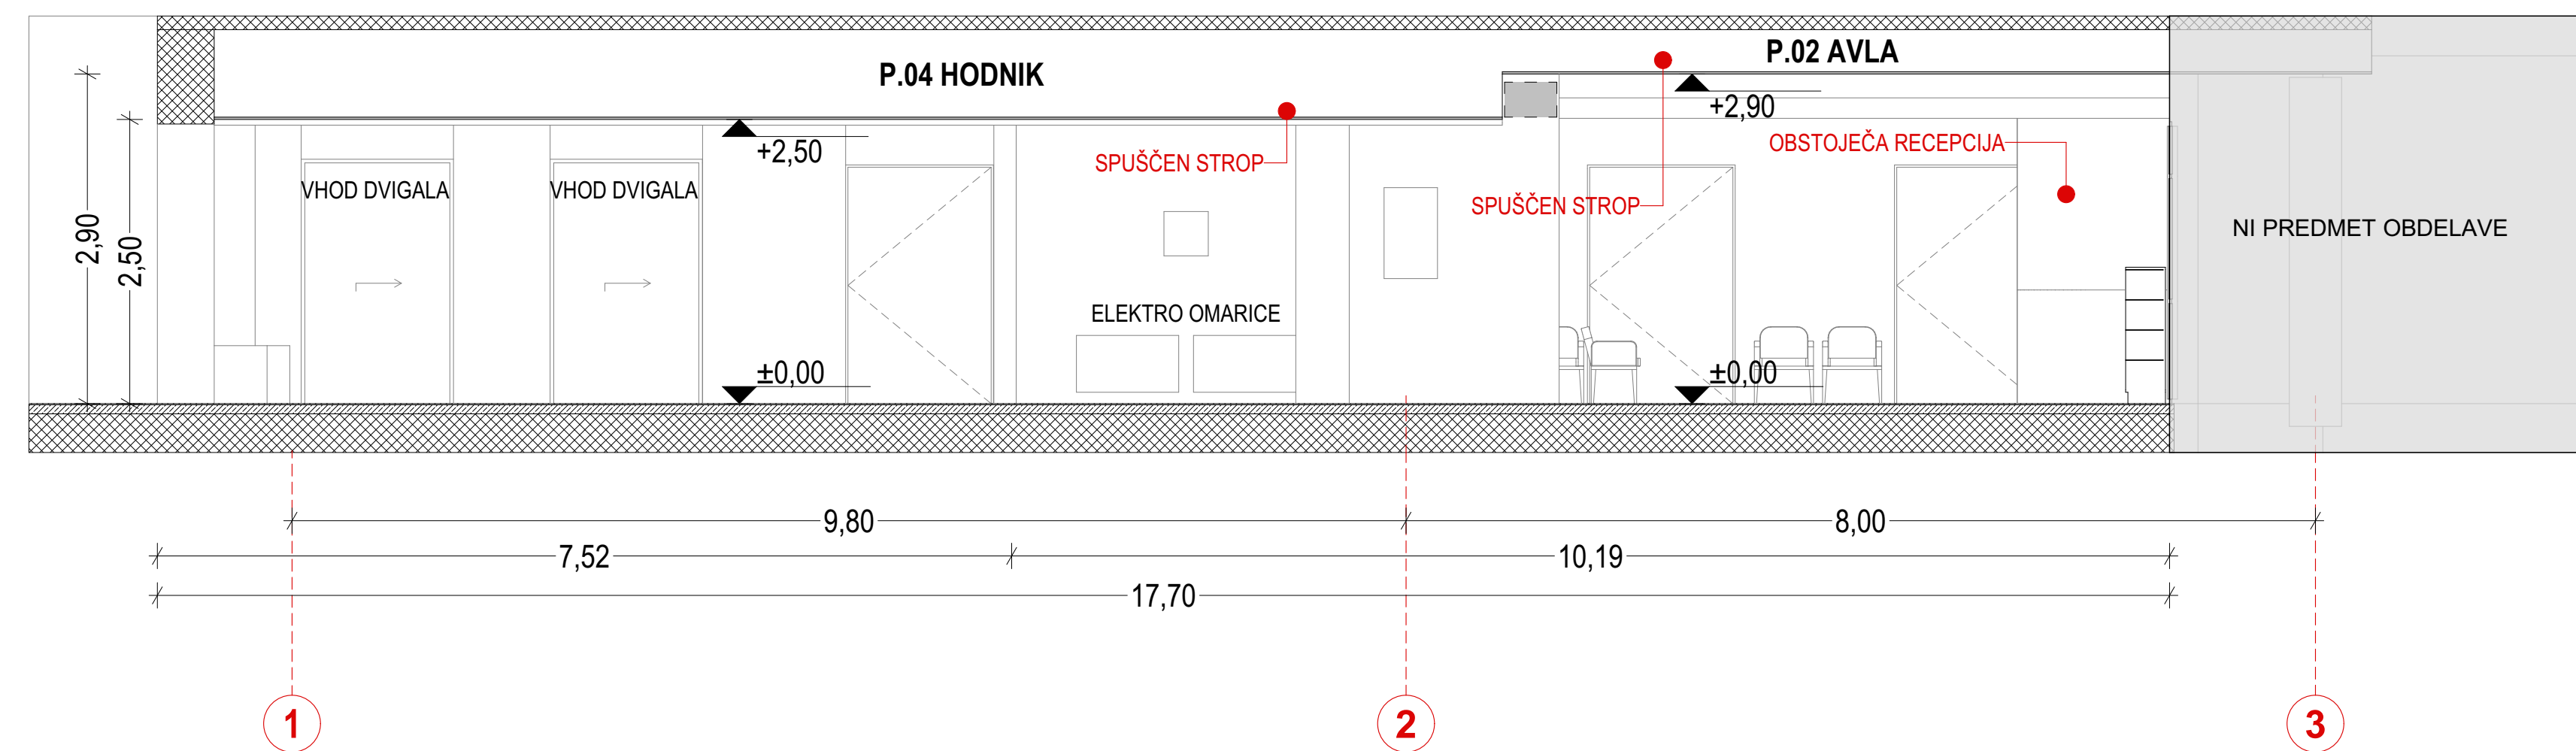 P.04 HODNIK
P.02 AVLA
+2,50
+2,90
SPUŠČEN STROP
OBSTOJEČA RECEPCIJA
VHOD DVIGALA
VHOD DVIGALA
SPUŠČEN STROP
2,90
2,50
NI PREDMET OBDELAVE
ELEKTRO OMARICE
±0,00
±0,00
9,80
8,00
7,52
10,19
17,70
1
2
3